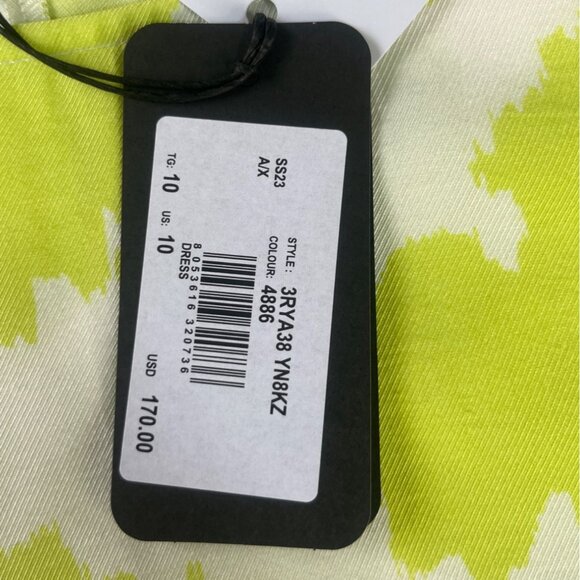 SS23
A/X
STYLE : 3RYA38 YN8KZ
COLOUR: 4886
8 053616 320736
DRESS
TG: 10 US: 10
USD 170.00